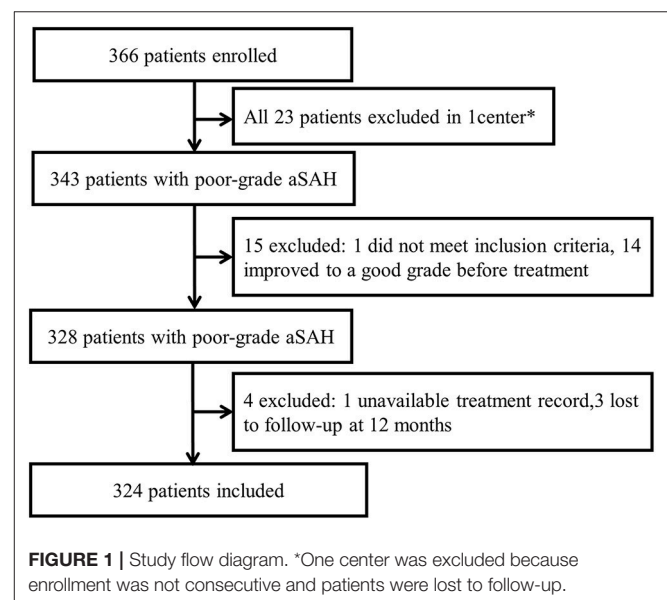 366 patients enrolled
All 23 patients excluded in 1center*
343 patients with poor-grade aSAH
15 excluded: 1 did not meet inclusion criteria, 14
improved to a good grade before treatment
328 patients with poor-grade aSAH
4 excluded: 1 unavailable treatment record,3 lost
to follow-up at 12 months
324 patients included
FIGURE 1 | Study flow diagram. *One center was excluded because
enrollment was not consecutive and patients were lost to follow-up.